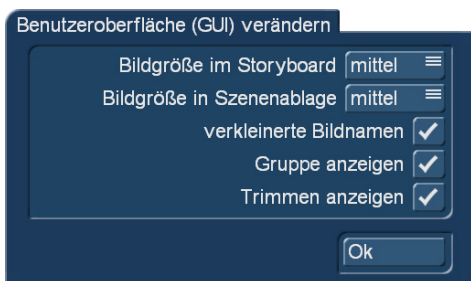 Benutzeroberfläche (GUI) verändern
Bildgröße im Storyboard mittel
Bildgröße in Szenenablage mittel
verkleinerte Bildnamen
Gruppe anzeigen
Trimmen anzeigen
Ok